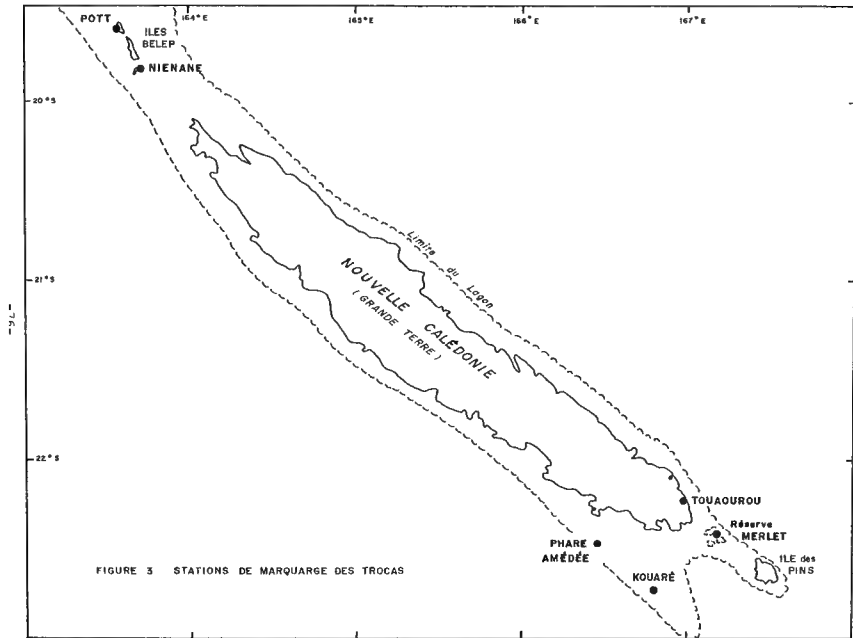 164°E
165°E
166°E
167°E
POTT
ILES
BELEP
NIENANE
20°S
Limite du Lagon
21°S
NOUVELLE CALÉDONIE
(GRANDE TERRE)
22°S
TOUAOUROU
Réserve
MERLET
PHARE
AMÉDÉE
ILE des
PINS
KOUARÉ
FIGURE 3 STATIONS DE MARQUARGE DES TROCAS